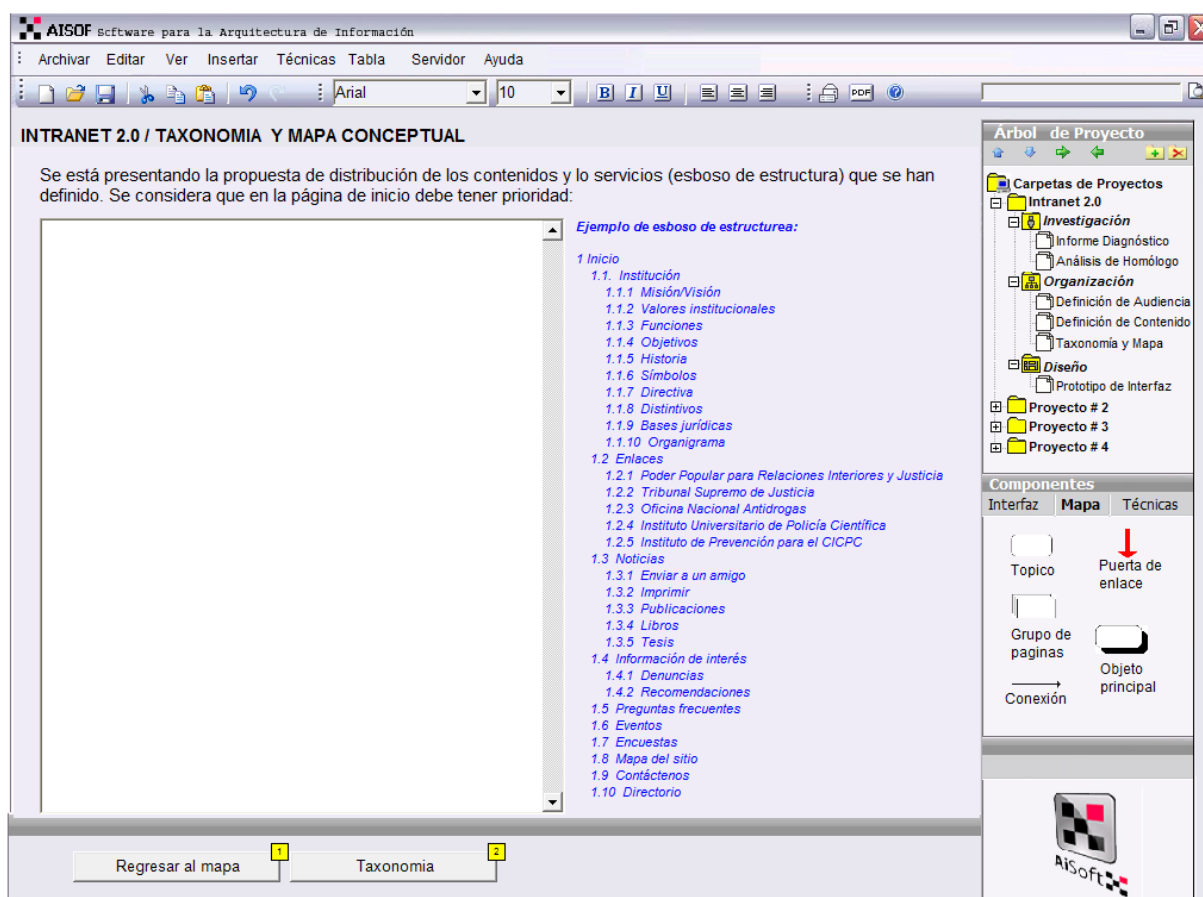 AISOF Scftware para la Arquitectura de Información
Archivar Editar Ver Insertar Técnicas Tabla Servidor Ayuda
Arial 10 B I U PDF ?
INTRANET 2.0 / TAXONOMIA Y MAPA CONCEPTUAL
Se está presentando la propuesta de distribución de los contenidos y lo servicios (esboso de estructura) que se han
definido. Se considera que en la página de inicio debe tener prioridad:
Ejemplo de esboso de estructurea:
1 Inicio
1.1. Institución
1.1.1 Misión/Visión
1.1.2 Valores institucionales
1.1.3 Funciones
1.1.4 Objetivos
1.1.5 Historia
1.1.6 Símbolos
1.1.7 Directiva
1.1.8 Distintivos
1.1.9 Bases jurídicas
1.1.10 Organigrama
1.2 Enlaces
1.2.1 Poder Popular para Relaciones Interiores y Justicia
1.2.2 Tribunal Supremo de Justicia
1.2.3 Oficina Nacional Antidrogas
1.2.4 Instituto Universitario de Policía Científica
1.2.5 Instituto de Prevención para el CICPC
1.3 Noticias
1.3.1 Enviar a un amigo
1.3.2 Imprimir
1.3.3 Publicaciones
1.3.4 Libros
1.3.5 Tesis
1.4 Información de interés
1.4.1 Denuncias
1.4.2 Recomendaciones
1.5 Preguntas frecuentes
1.6 Eventos
1.7 Encuestas
1.8 Mapa del sitio
1.9 Contáctenos
1.10 Directorio
Regresar al mapa 1
Taxonomia 2
Árbol de Proyecto
Carpetas de Proyectos
Intranet 2.0
Investigación
Informe Diagnóstico
Análisis de Homólogo
Organización
Definición de Audiencia
Definición de Contenido
Taxonomía y Mapa
Diseño
Prototipo de Interfaz
Proyecto # 2
Proyecto # 3
Proyecto # 4
Componentes
Interfaz Mapa Técnicas
Topico
Puerta de
enlace
Grupo de
paginas
Objeto
principal
Conexión
AiSoft